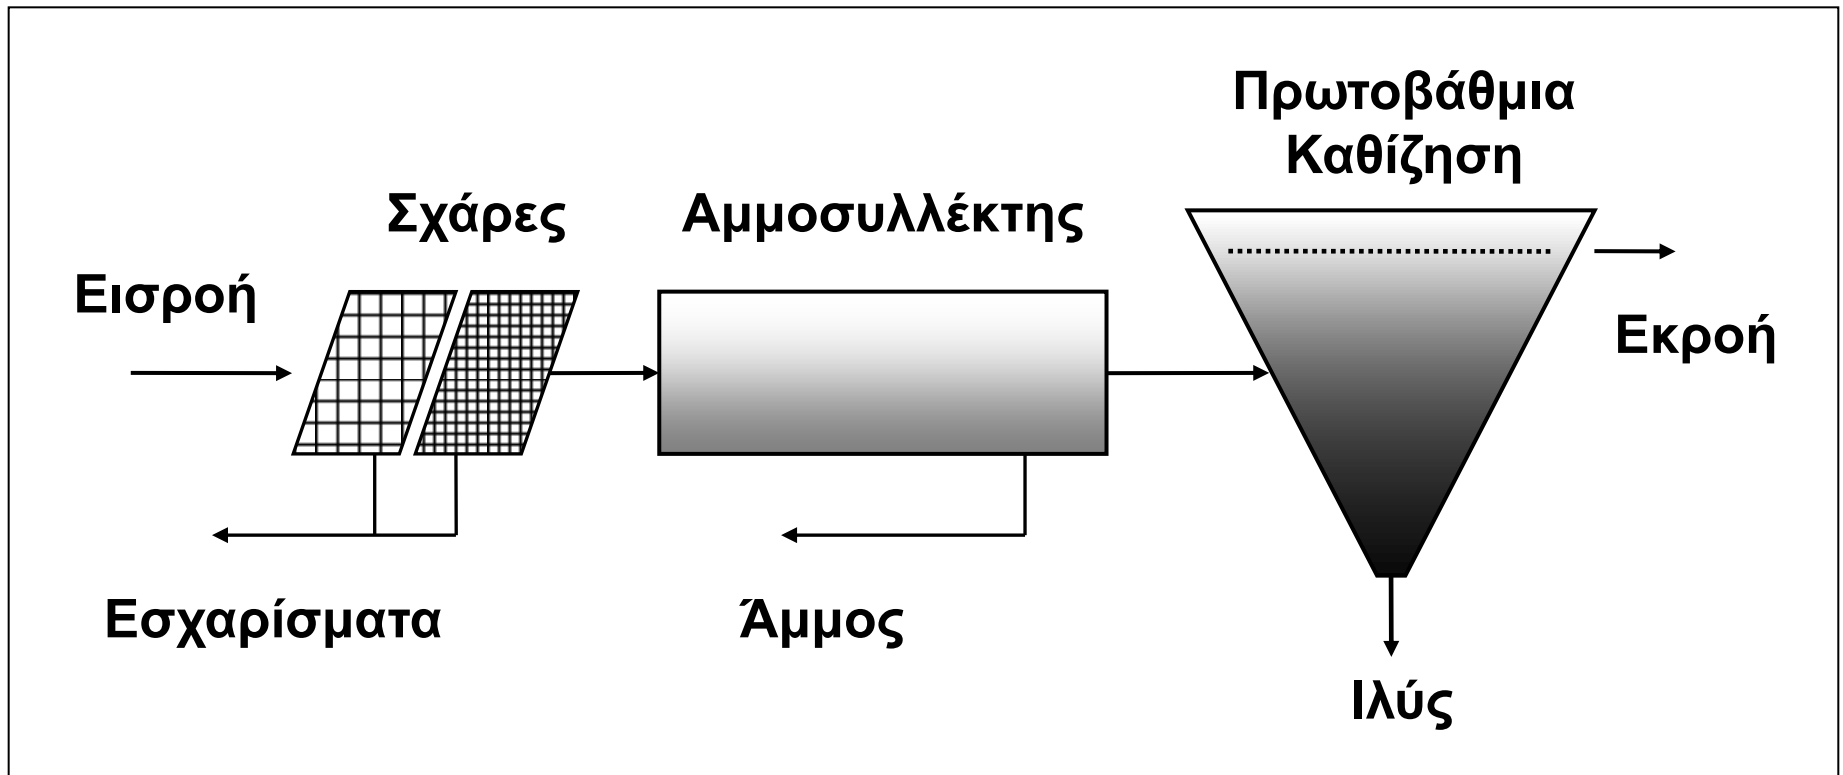 Πρωτοβάθμια
Καθίζηση
Σχάρες
Αμμοσυλλέκτης
Εισροή
Εκροή
Εσχαρίσματα
Άμμος
Ιλύς